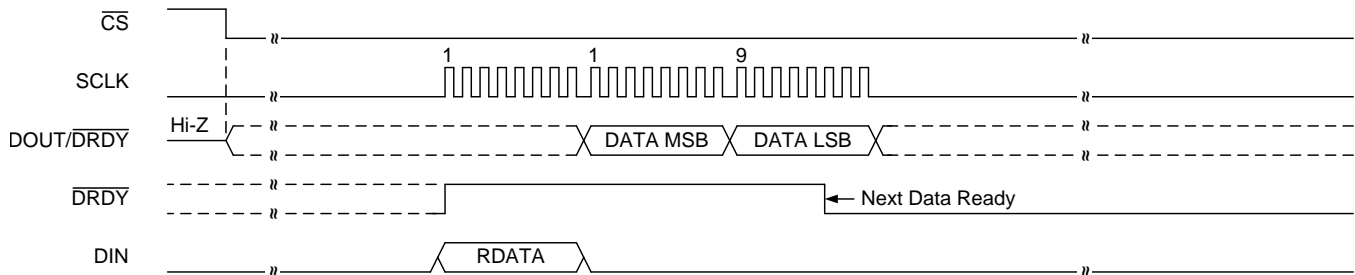 CS
1 1 9
SCLK
Hi-Z
DOUT/DRDY DATA MSB DATA LSB
DRDY Next Data Ready
DIN RDATA